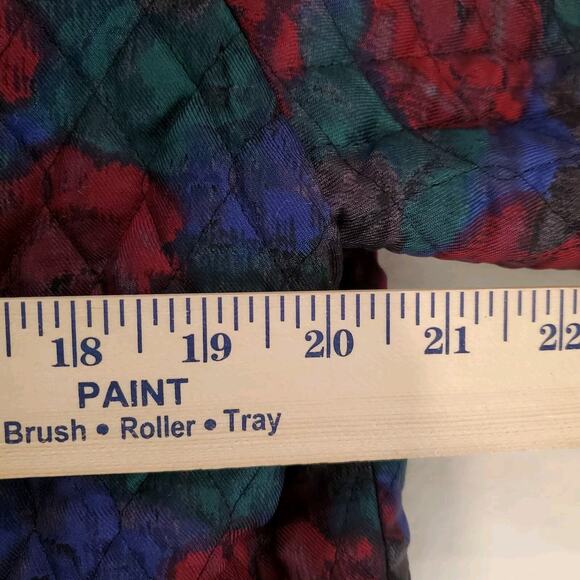 18 19 20 21 22
PAINT
Brush • Roller • Tray